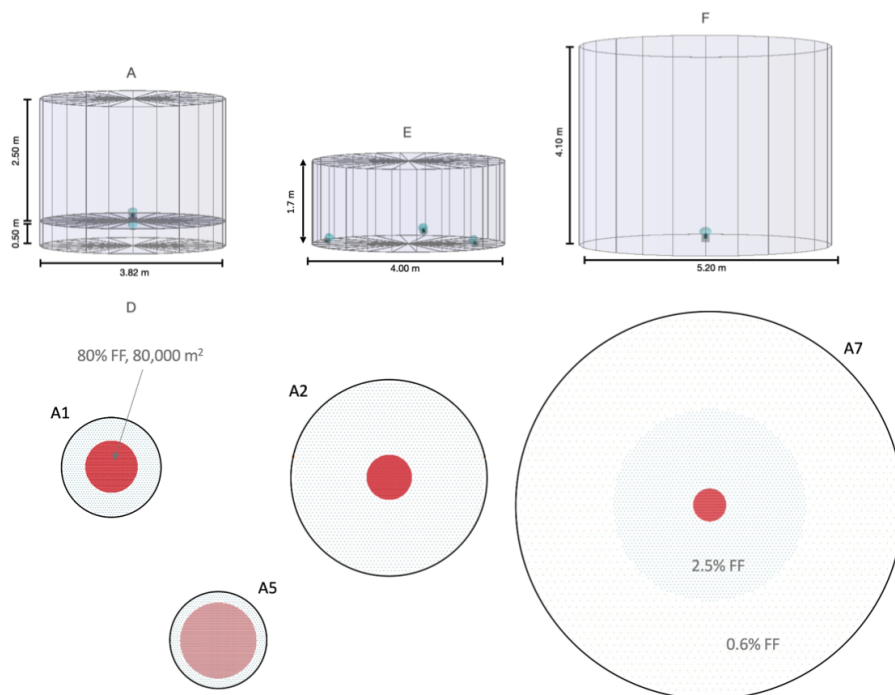 A
2.50 m
0.50 m
3.82 m
E
1.7 m
4.00 m
F
4.10 m
5.20 m
D
80% FF, 80,000 m²
A1
A2
A5
A7
2.5% FF
0.6% FF